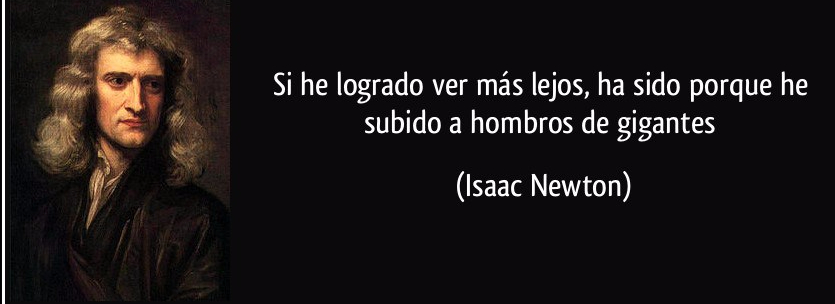 Si he logrado ver más lejos, ha sido porque he
subido a hombros de gigantes
(Isaac Newton)